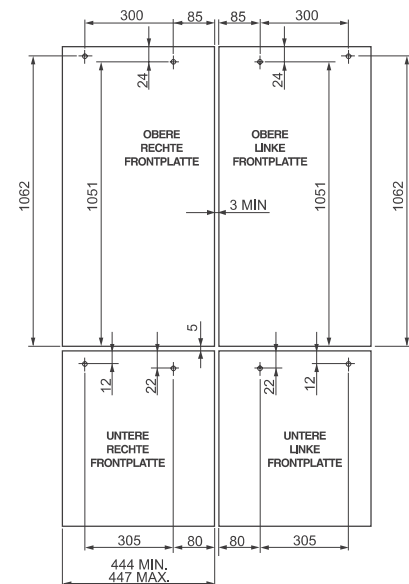 300 85 85 300
24 24
OBERE
RECHTE
FRONTPLATTE
OBERE
LINKE
FRONTPLATTE
1062 1051 1051 1062
3 MIN
5
12 22 22 12
UNTERE
RECHTE
FRONTPLATTE
UNTERE
LINKE
FRONTPLATTE
305 80 80 305
444 MIN.
447 MAX.